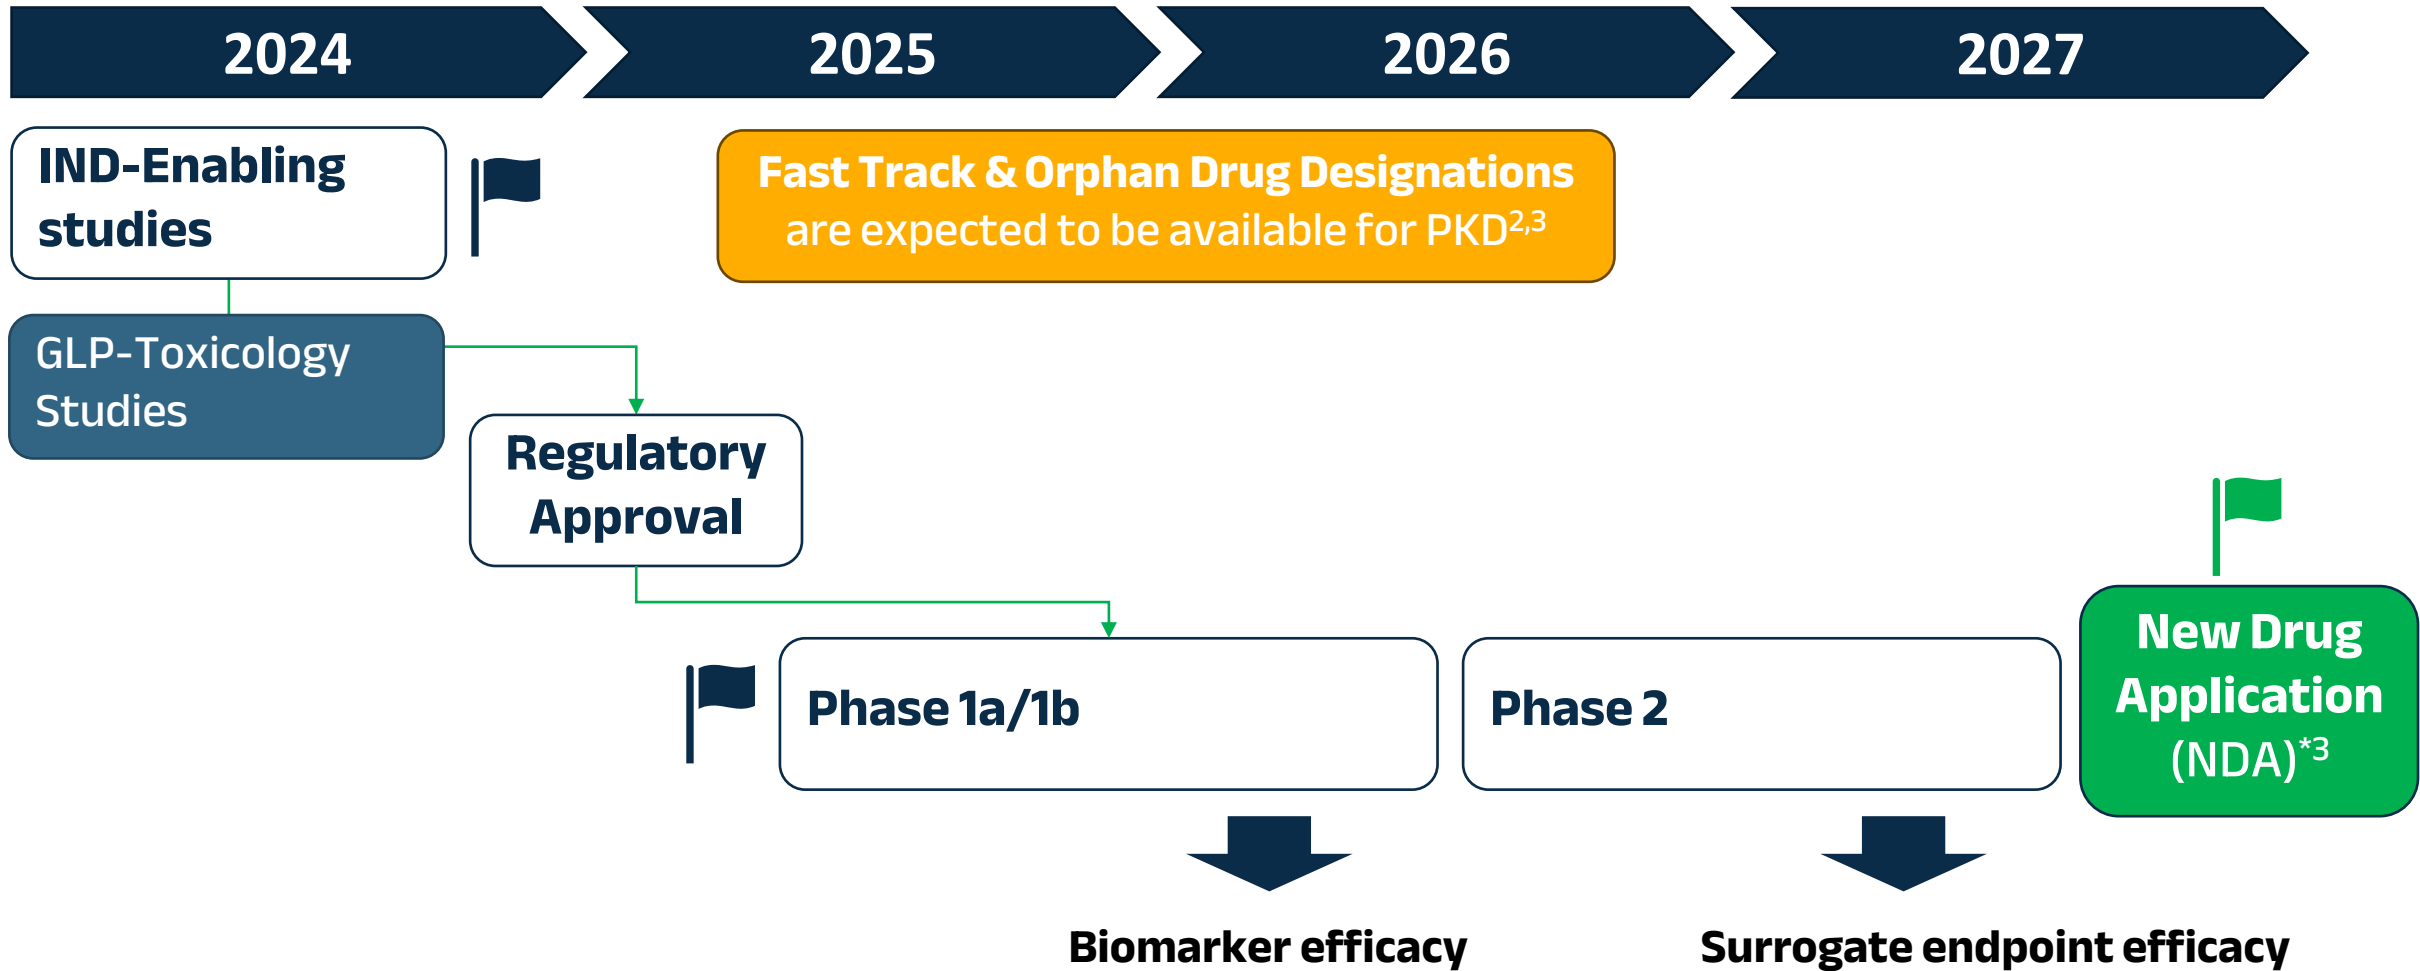 2024
2025
2026
2027
IND-Enabling
studies
Fast Track & Orphan Drug Designations
are expected to be available for PKD2,3
GLP-Toxicology
Studies
Regulatory
Approval
Phase 1a/1b
Phase 2
New Drug
Application
(NDA)*3
Biomarker efficacy
Surrogate endpoint efficacy